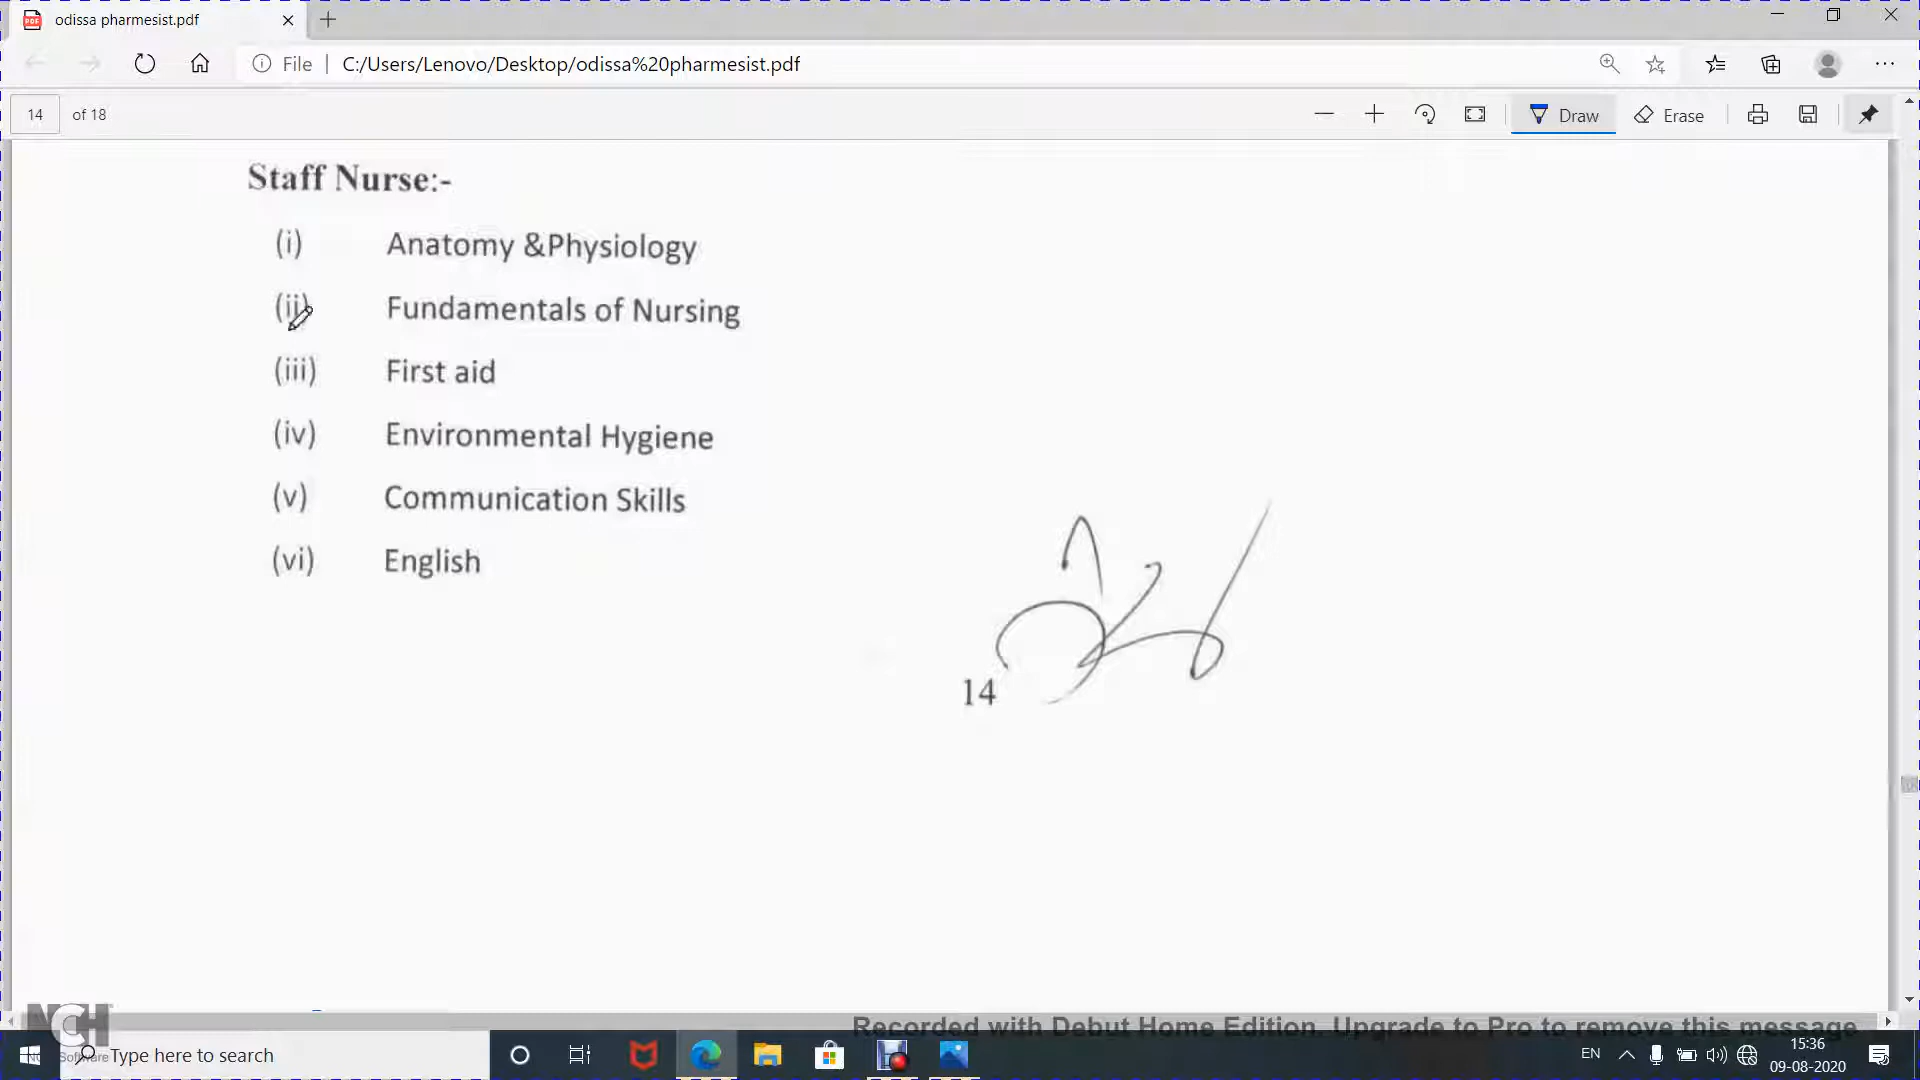 odissa pharmesist.pdf
File
C:/Users/Lenovo/Desktop/odissa%20pharmesist.pdf
14 of 18
Draw
Erase
Staff Nurse:-
(i) Anatomy &Physiology
(ii) Fundamentals of Nursing
(iii) First aid
(iv) Environmental Hygiene
(v) Communication Skills
(vi) English
14
NCH
Software
Recorded with Debut Home Edition. Upgrade to Pro to remove this message
Type here to search
EN
15:36
09-08-2020